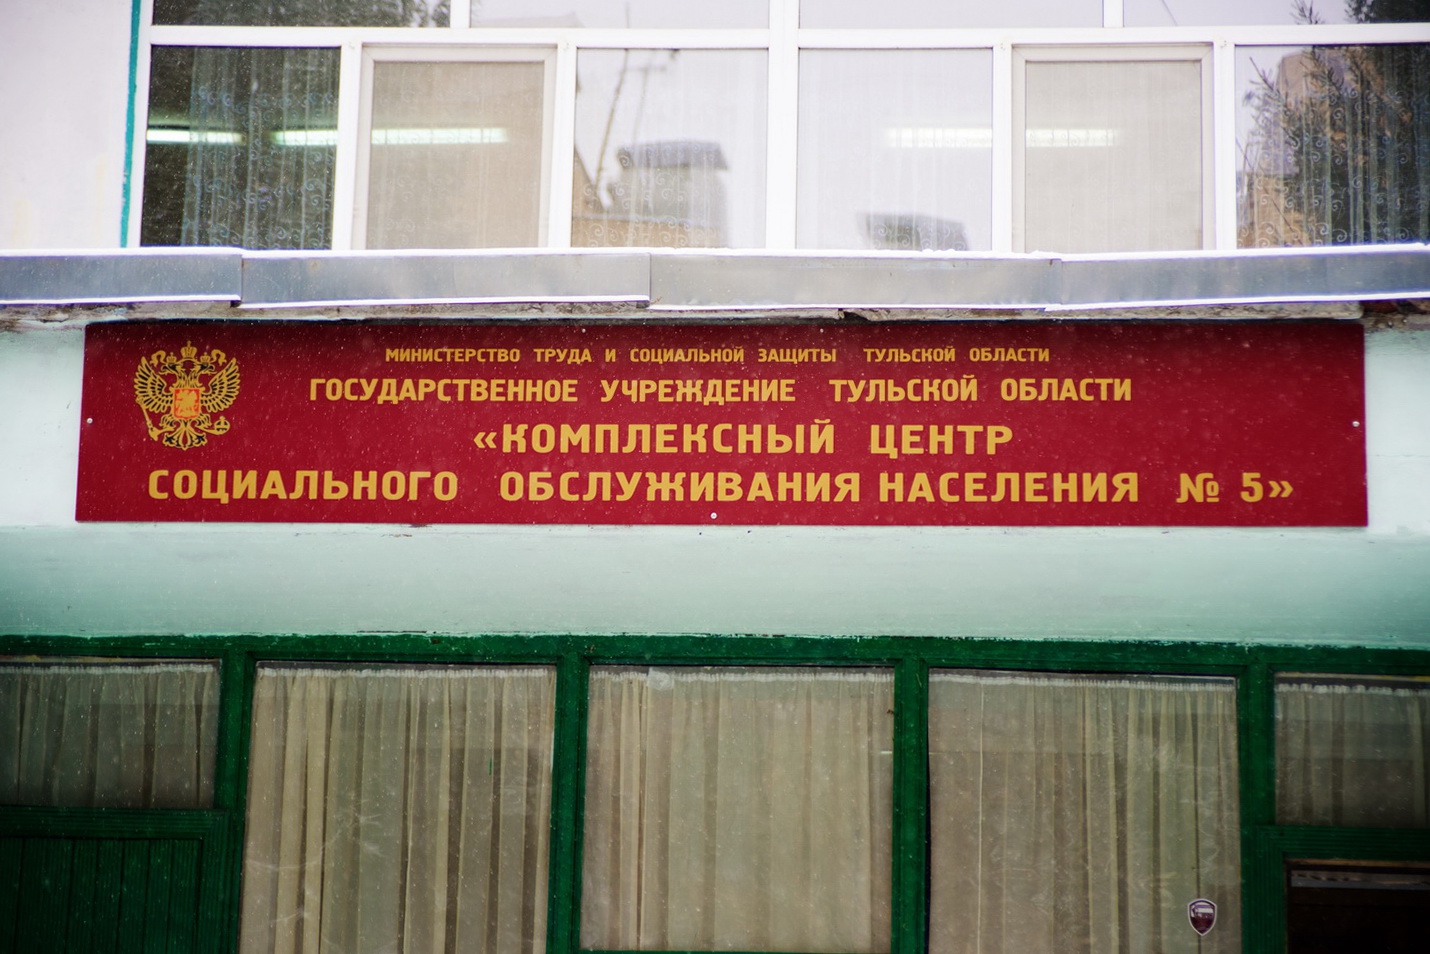 МИНИСТЕРСТВО ТРУДА И СОЦИАЛЬНОЙ ЗАЩИТЫ ТУЛЬСКОЙ ОБЛАСТИ
ГОСУДАРСТВЕННОЕ УЧРЕЖДЕНИЕ ТУЛЬСКОЙ ОБЛАСТИ
«КОМПЛЕКСНЫЙ ЦЕНТР
СОЦИАЛЬНОГО ОБСЛУЖИВАНИЯ НАСЕЛЕНИЯ № 5»